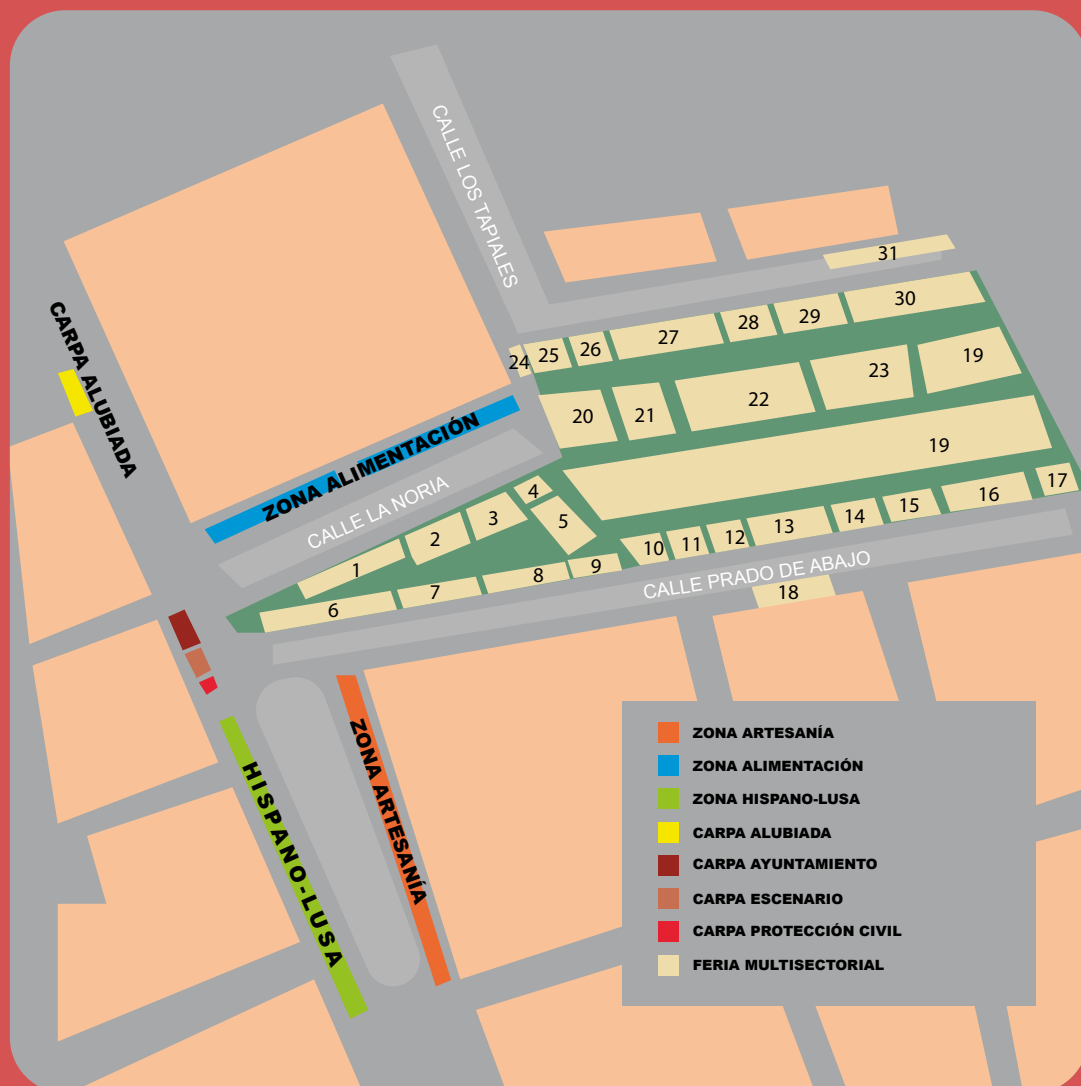 CALLE LOS TAPIALES
31
30
29
28
27
26
25
24
19
23
22
21
20
19
CARPA ALUBIADA
ZONA ALIMENTACIÓN
CALLE LA NORIA
17
16
15
14
13
12
11
10
4
3
5
2
1
9
8
7
6
CALLE PRADO DE ABAJO
18
HISPANO-LUSA
ZONA ARTESANÍA
ZONA ARTESANÍA
ZONA ALIMENTACIÓN
ZONA HISPANO-LUSA
CARPA ALUBIADA
CARPA AYUNTAMIENTO
CARPA ESCENARIO
CARPA PROTECCIÓN CIVIL
FERIA MULTISECTORIAL